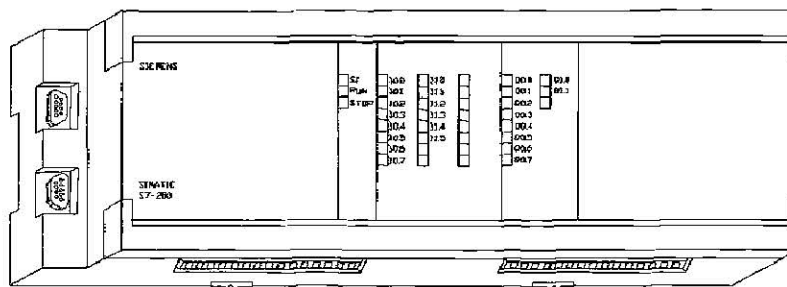 SIEMENS
SF
RUN
STOP
I0.0
I0.1
I0.2
I0.3
I0.4
I0.5
I0.6
I0.7
I1.0
I1.1
I1.2
I1.3
I1.4
I1.5
Q0.0
Q0.1
Q0.2
Q0.3
Q0.4
Q0.5
Q0.6
Q0.7
Q1.0
Q1.1
SIMATIC
S7-200